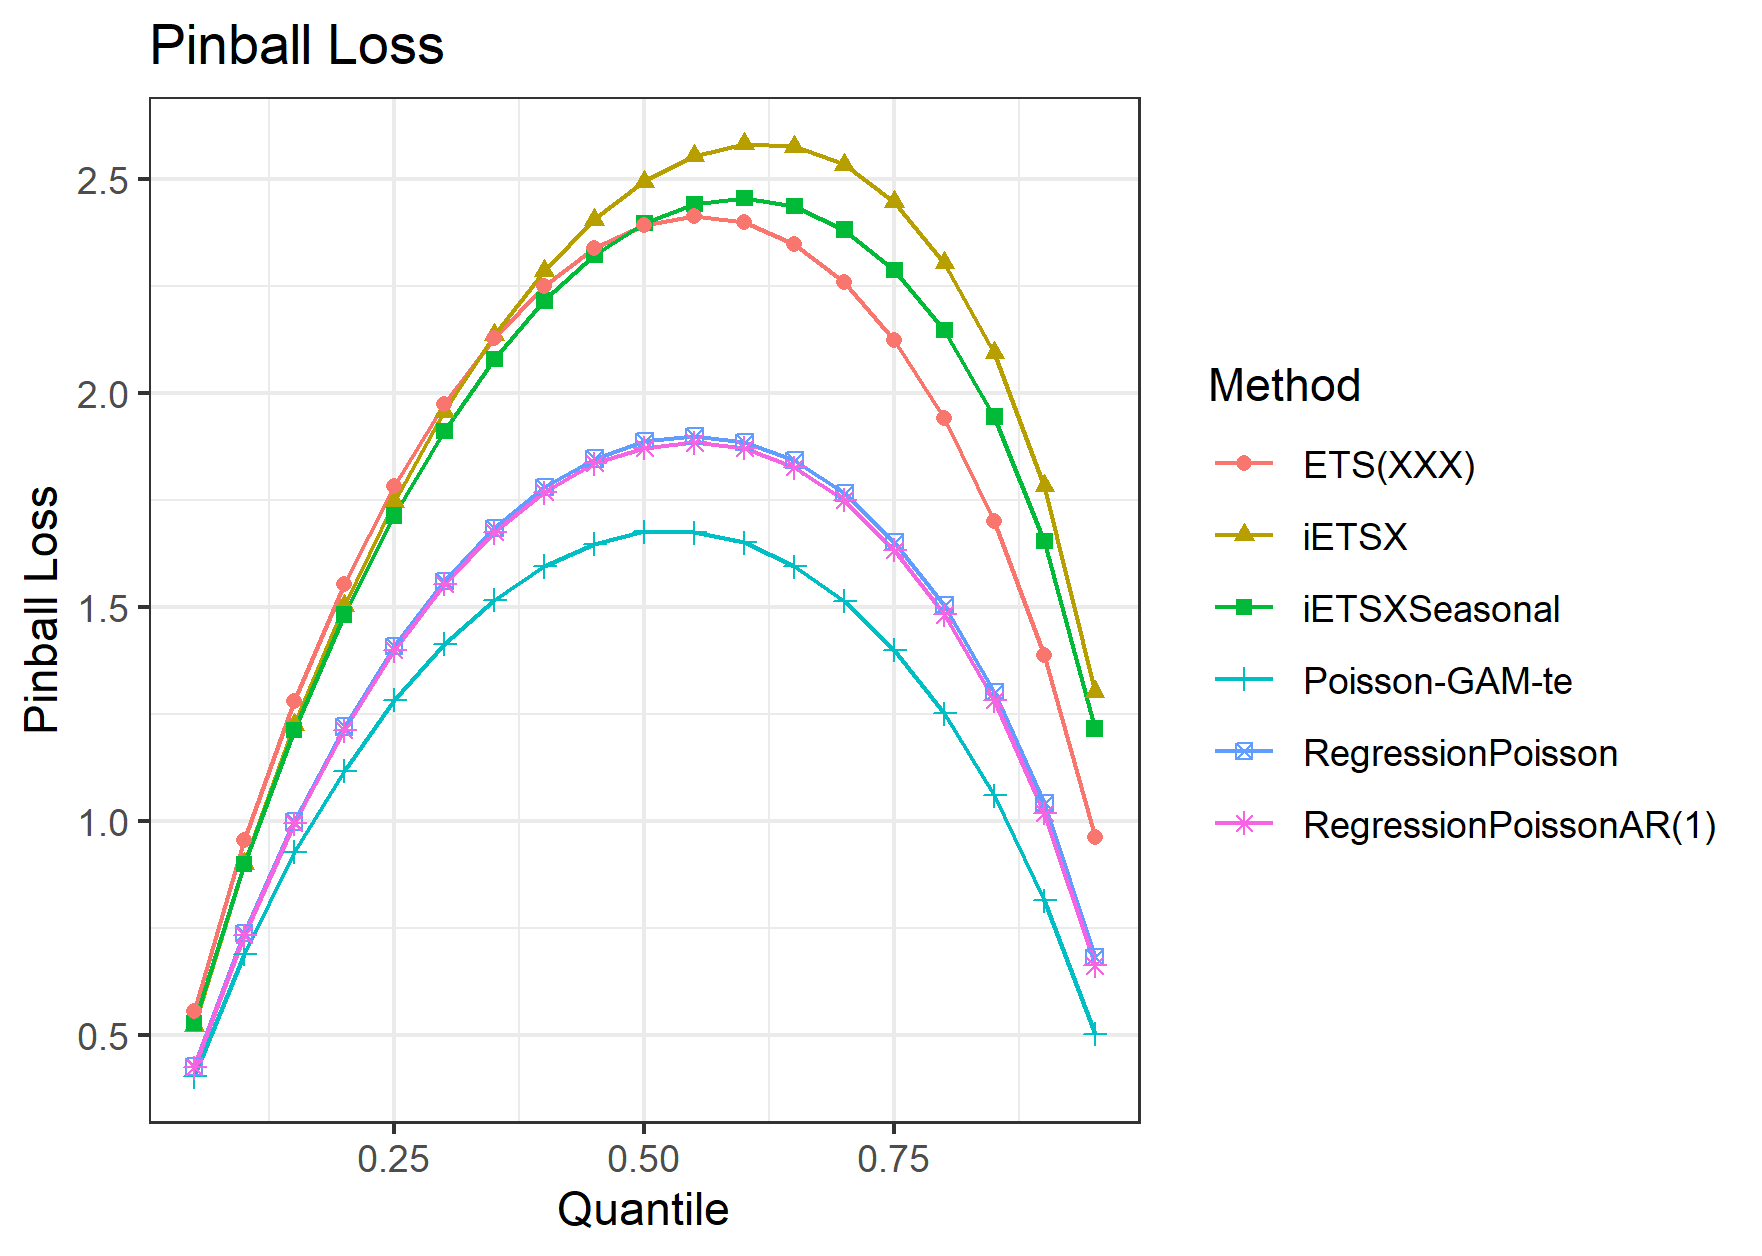 Pinball Loss
Pinball Loss
2.5
2.0
1.5
1.0
0.5
0.25
0.50
0.75
Quantile
Method
ETS(XXX)
iETSX
iETSXSeasonal
Poisson-GAM-te
RegressionPoisson
RegressionPoissonAR(1)